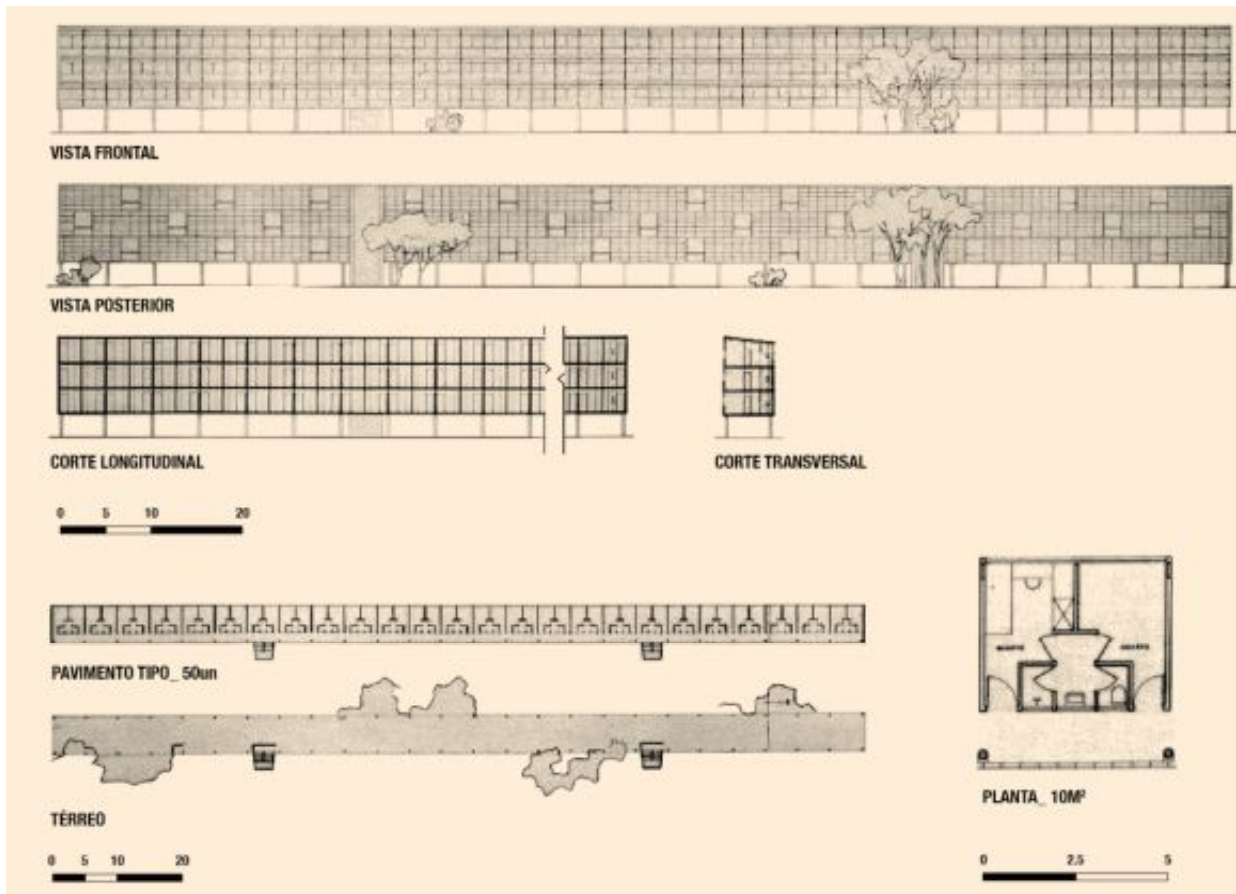 VISTA FRONTAL
VISTA POSTERIOR
CORTE LONGITUDINAL
CORTE TRANSVERSAL
0 5 10 20
PAVIMENTO TIPO_ 50un
TÉRREO
0 5 10 20
PLANTA_ 10M²
0 2.5 5